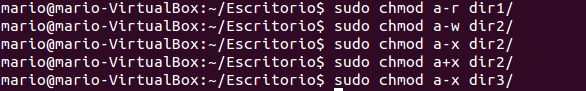 mario@mario-VirtualBox:~/Escritorio$ sudo chmod a-r dir1/
mario@mario-VirtualBox:~/Escritorio$ sudo chmod a-w dir2/
mario@mario-VirtualBox:~/Escritorio$ sudo chmod a-x dir2/
mario@mario-VirtualBox:~/Escritorio$ sudo chmod a+x dir2/
mario@mario-VirtualBox:~/Escritorio$ sudo chmod a-x dir3/